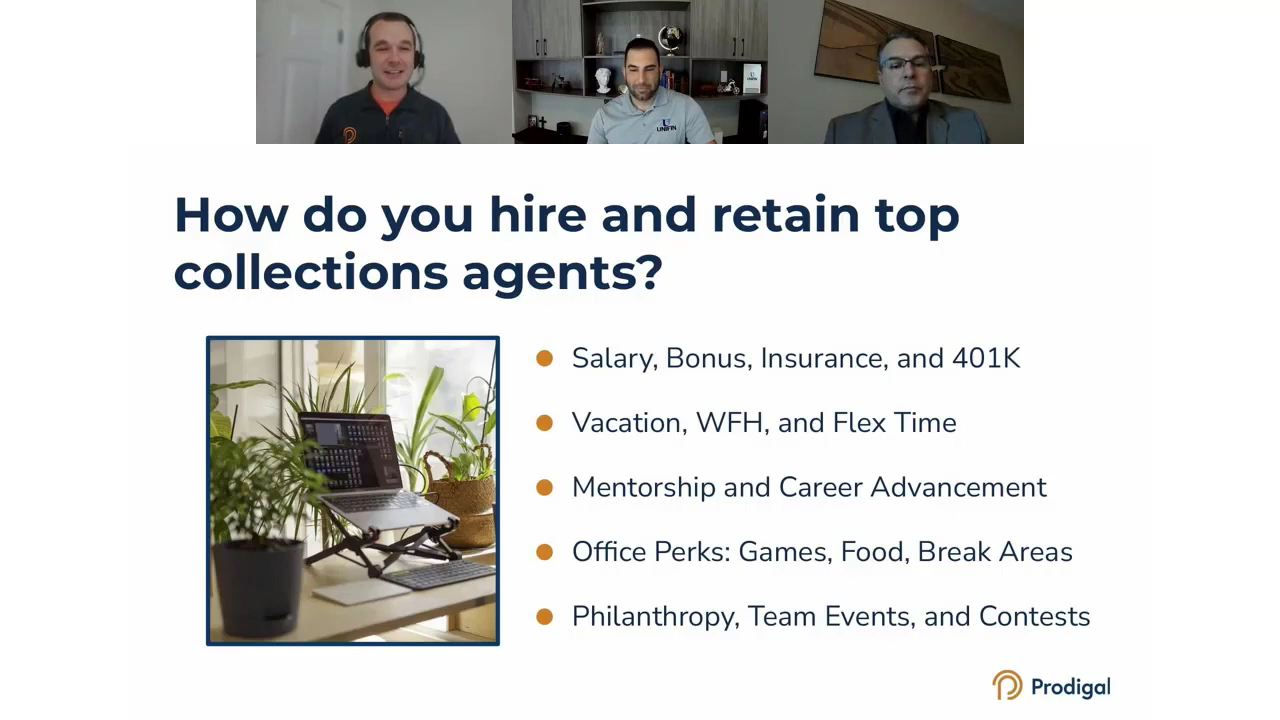 UNIFIN
How do you hire and retain top
collections agents?
Salary, Bonus, Insurance, and 401K
Vacation, WFH, and Flex Time
Mentorship and Career Advancement
Office Perks: Games, Food, Break Areas
Philanthropy, Team Events, and Contests
Prodigal